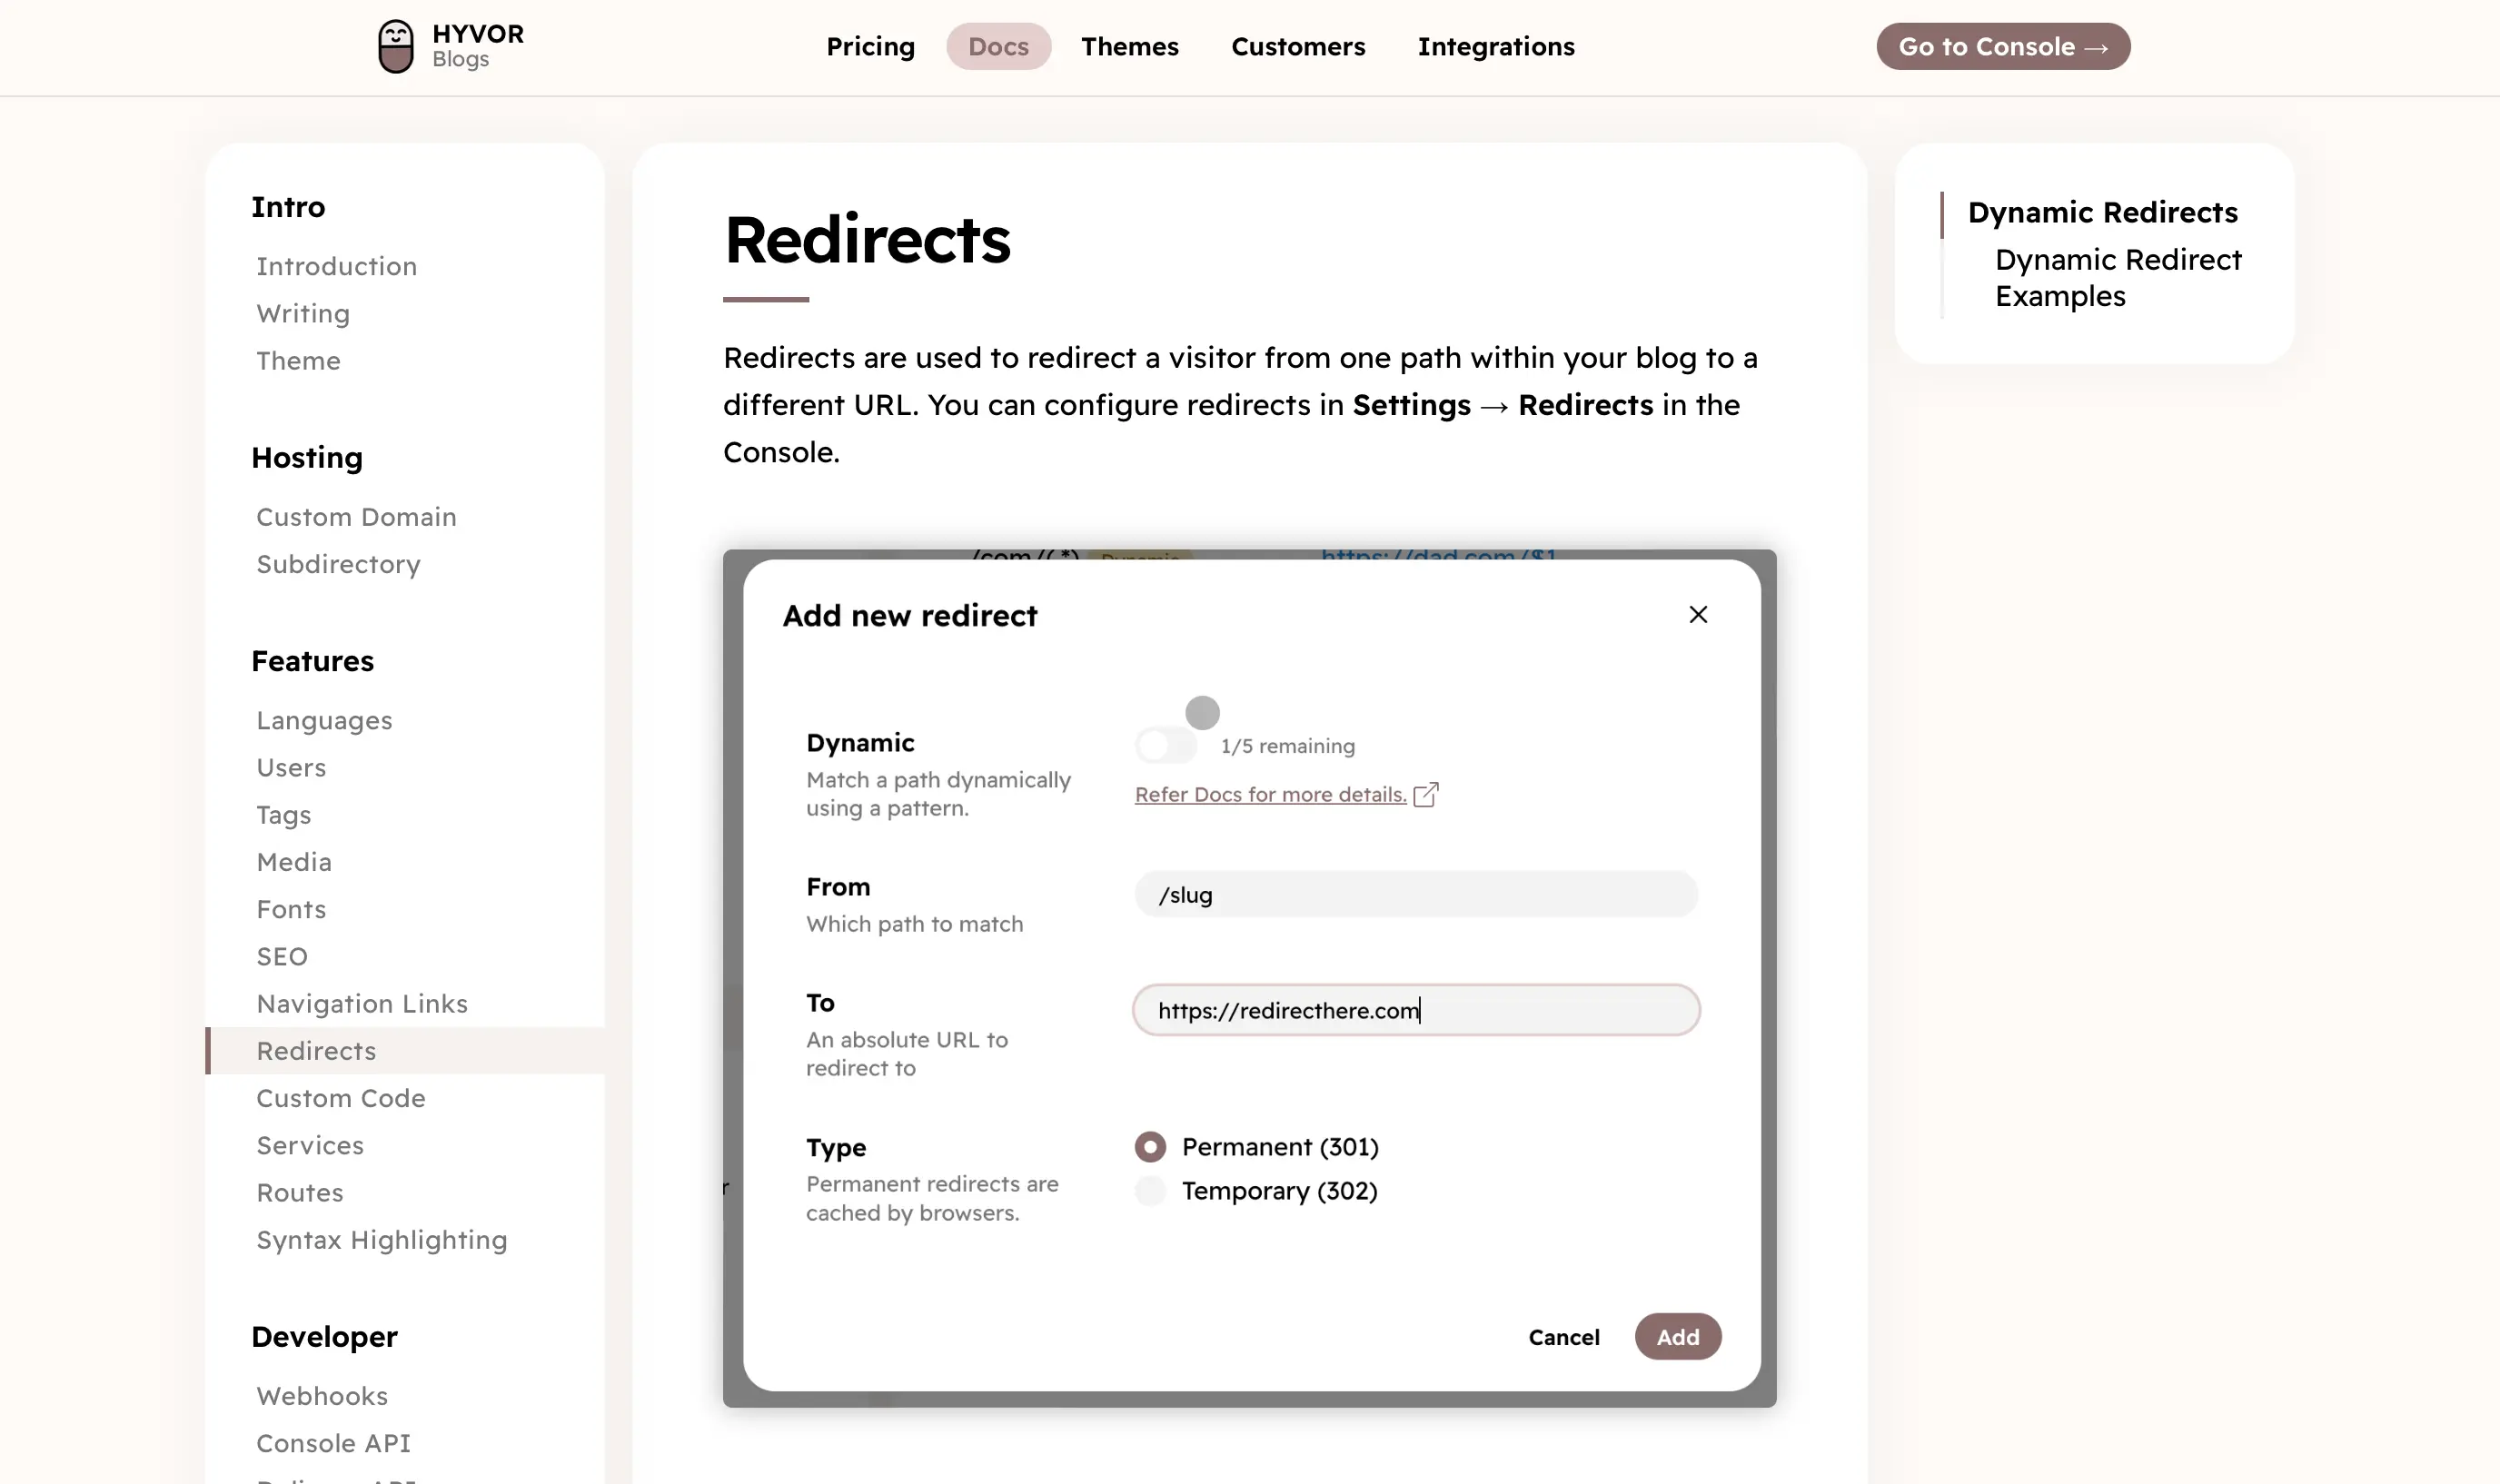 HYVOR
Blogs
Pricing
Docs
Themes
Customers
Integrations
Go to Console →
Intro
Introduction
Writing
Theme
Hosting
Custom Domain
Subdirectory
Features
Languages
Users
Tags
Media
Fonts
SEO
Navigation Links
Redirects
Custom Code
Services
Routes
Syntax Highlighting
Developer
Webhooks
Console API
Redirects
Redirects are used to redirect a visitor from one path within your blog to a
different URL. You can configure redirects in Settings → Redirects in the
Console.
/com/(.*) Dynamic https://dad.com/$1
Add new redirect
Dynamic
Match a path dynamically
using a pattern.
1/5 remaining
Refer Docs for more details.
From
Which path to match
/slug
To
An absolute URL to
redirect to
https://redirecthere.com
Type
Permanent redirects are
cached by browsers.
Permanent (301)
Temporary (302)
Cancel
Add
Dynamic Redirects
Dynamic Redirect
Examples